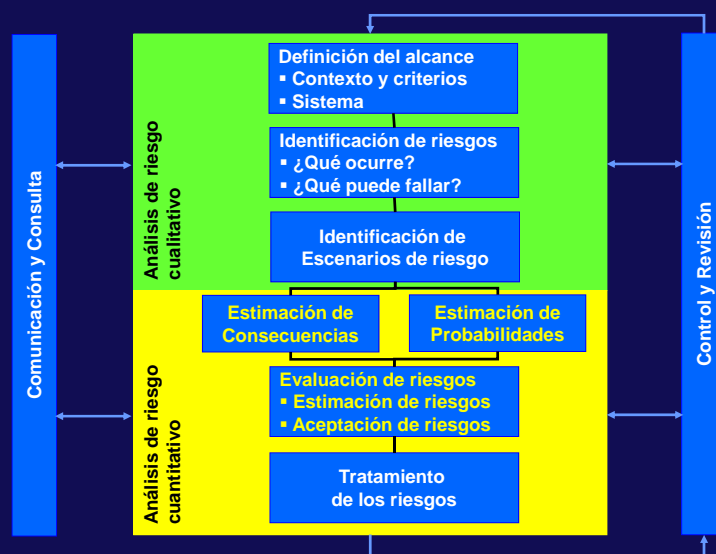 Comunicación y Consulta
Análisis de riesgo
cualitativo
Definición del alcance
▪ Contexto y criterios
▪ Sistema
Identificación de riesgos
▪ ¿Qué ocurre?
▪ ¿Qué puede fallar?
Identificación de
Escenarios de riesgo
Análisis de riesgo
cuantitativo
Estimación de
Consecuencias
Estimación de
Probabilidades
Evaluación de riesgos
▪ Estimación de riesgos
▪ Aceptación de riesgos
Tratamiento
de los riesgos
Control y Revisión